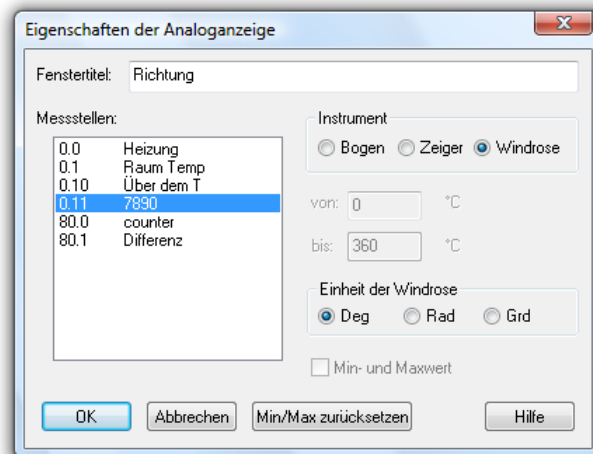 Eigenschaften der Analoganzeige
Fenstertitel: Richtung
Messstellen:
0.0 Heizung
0.1 Raum Temp
0.10 Über dem T
0.11 7890
80.0 counter
80.1 Differenz
Instrument
Bogen Zeiger Windrose
von: 0 °C
bis: 360 °C
Einheit der Windrose
Deg Rad Grd
Min- und Maxwert
OK Abbrechen Min/Max zurücksetzen Hilfe